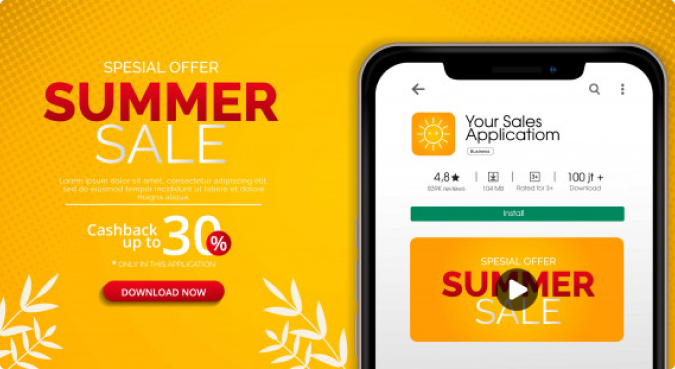 SPESIAL OFFER
SUMMER
SALE
Lorem ipsum dolor sit amet, consectetur adipiscing elit,
sed do eiusmod tempor incididunt ut labore et dolore
magna aliqua.
Cashback
up to
30%
* ONLY IN THIS APPLICATION
DOWNLOAD NOW
Your Sales
Applicatiom
Business
4,8★
839K reviews
104 MB
3+
Rated for 3+
100 jt +
Download
Install
SPECIAL OFFER
SUMMER
SALE